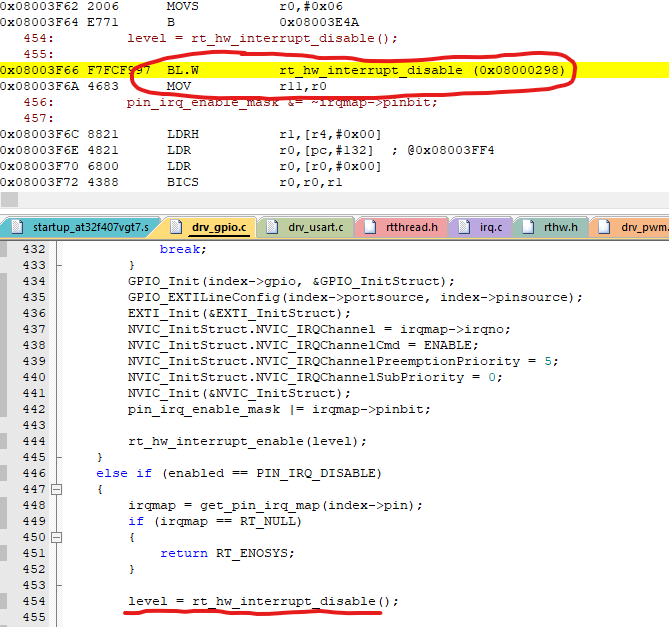 0x08003F62 2006      MOVS     r0,#0x06
0x08003F64 E771      B        0x08003E4A
454:         level = rt_hw_interrupt_disable();
455:
0x08003F66 F7FCF997  BL.W     rt_hw_interrupt_disable (0x08000298)
0x08003F6A 4683      MOV      r11,r0
456:         pin_irq_enable_mask &= ~irqmap->pinbit;
457:
0x08003F6C 8821      LDRH     r1,[r4,#0x00]
0x08003F6E 4821      LDR      r0,[pc,#132]  ; @0x08003FF4
0x08003F70 6800      LDR      r0,[r0,#0x00]
0x08003F72 4388      BICS     r0,r0,r1
startup_at32f407vgt7.s drv_gpio.c drv_usart.c rtthread.h irq.c rthw.h drv_pwm.
432             break;
433         }
434         GPIO_Init(index->gpio, &GPIO_InitStruct);
435         GPIO_EXTILineConfig(index->portsource, index->pinsource);
436         EXTI_Init(&EXTI_InitStruct);
437         NVIC_InitStruct.NVIC_IRQChannel = irqmap->irqno;
438         NVIC_InitStruct.NVIC_IRQChannelCmd = ENABLE;
439         NVIC_InitStruct.NVIC_IRQChannelPreemptionPriority = 5;
440         NVIC_InitStruct.NVIC_IRQChannelSubPriority = 0;
441         NVIC_Init(&NVIC_InitStruct);
442         pin_irq_enable_mask |= irqmap->pinbit;
443
444         rt_hw_interrupt_enable(level);
445     }
446     else if (enabled == PIN_IRQ_DISABLE)
447     {
448         irqmap = get_pin_irq_map(index->pin);
449         if (irqmap == RT_NULL)
450         {
451             return RT_ENOSYS;
452         }
453
454         level = rt_hw_interrupt_disable();
455